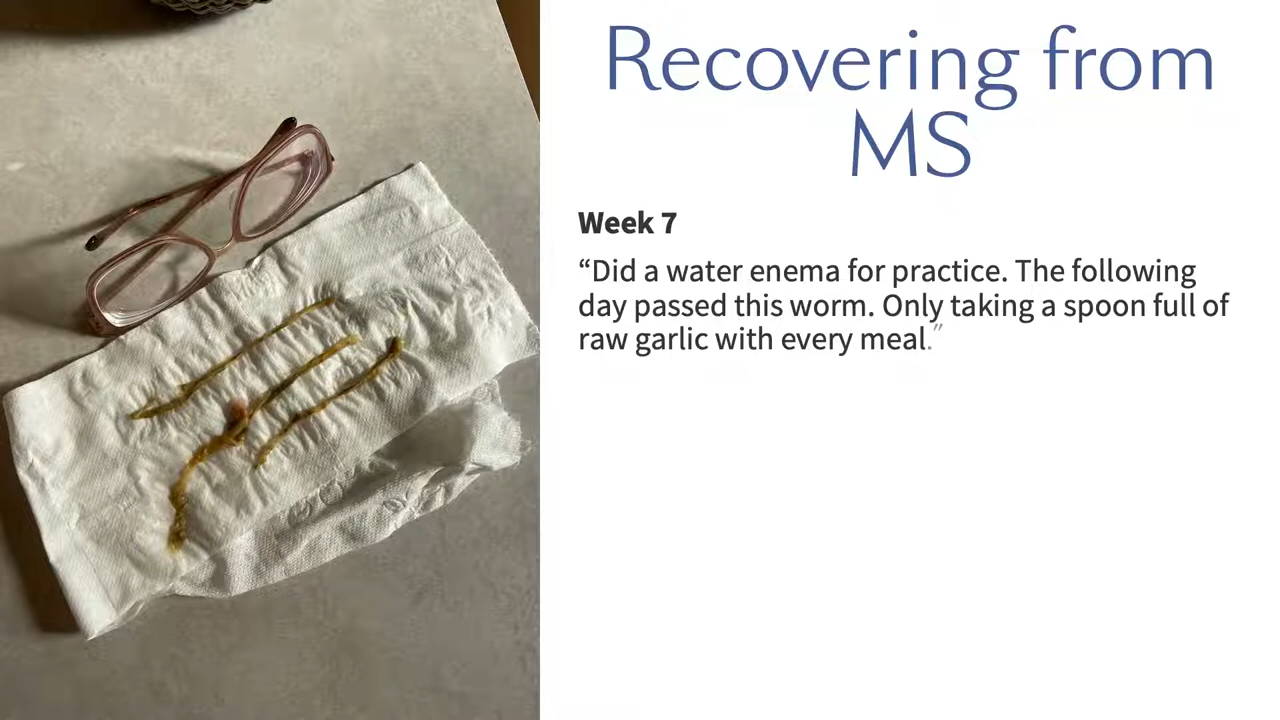 Recovering from
MS
Week 7
“Did a water enema for practice. The following
day passed this worm. Only taking a spoon full of
raw garlic with every meal.”